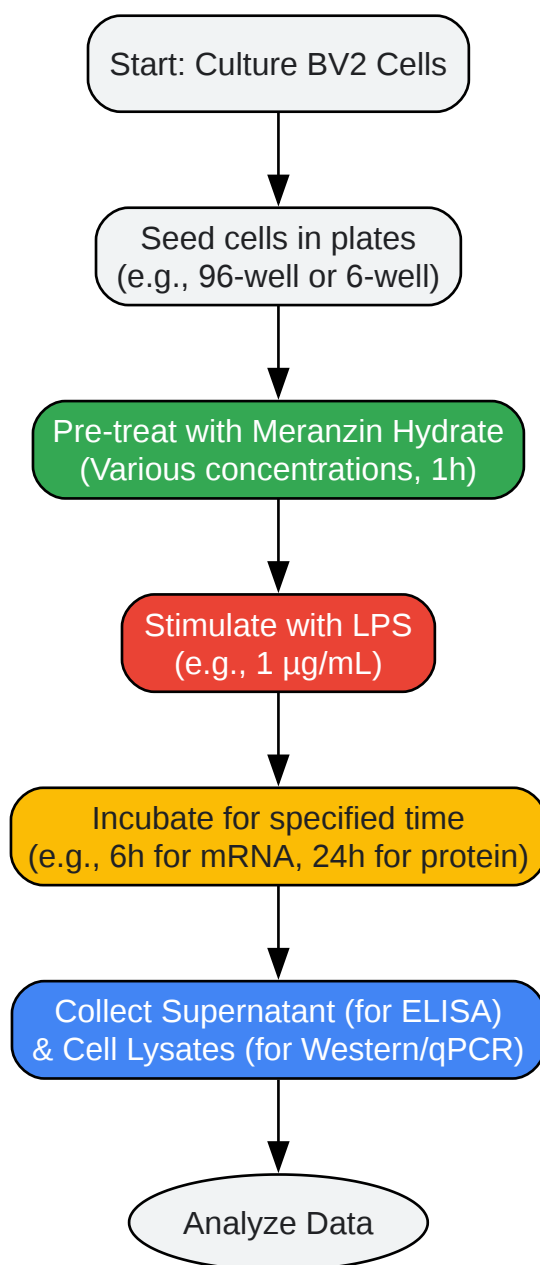 Start: Culture BV2 Cells
Seed cells in plates
(e.g., 96-well or 6-well)
Pre-treat with Meranzin Hydrate
(Various concentrations, 1h)
Stimulate with LPS
(e.g., 1 µg/mL)
Incubate for specified time
(e.g., 6h for mRNA, 24h for protein)
Collect Supernatant (for ELISA)
& Cell Lysates (for Western/qPCR)
Analyze Data